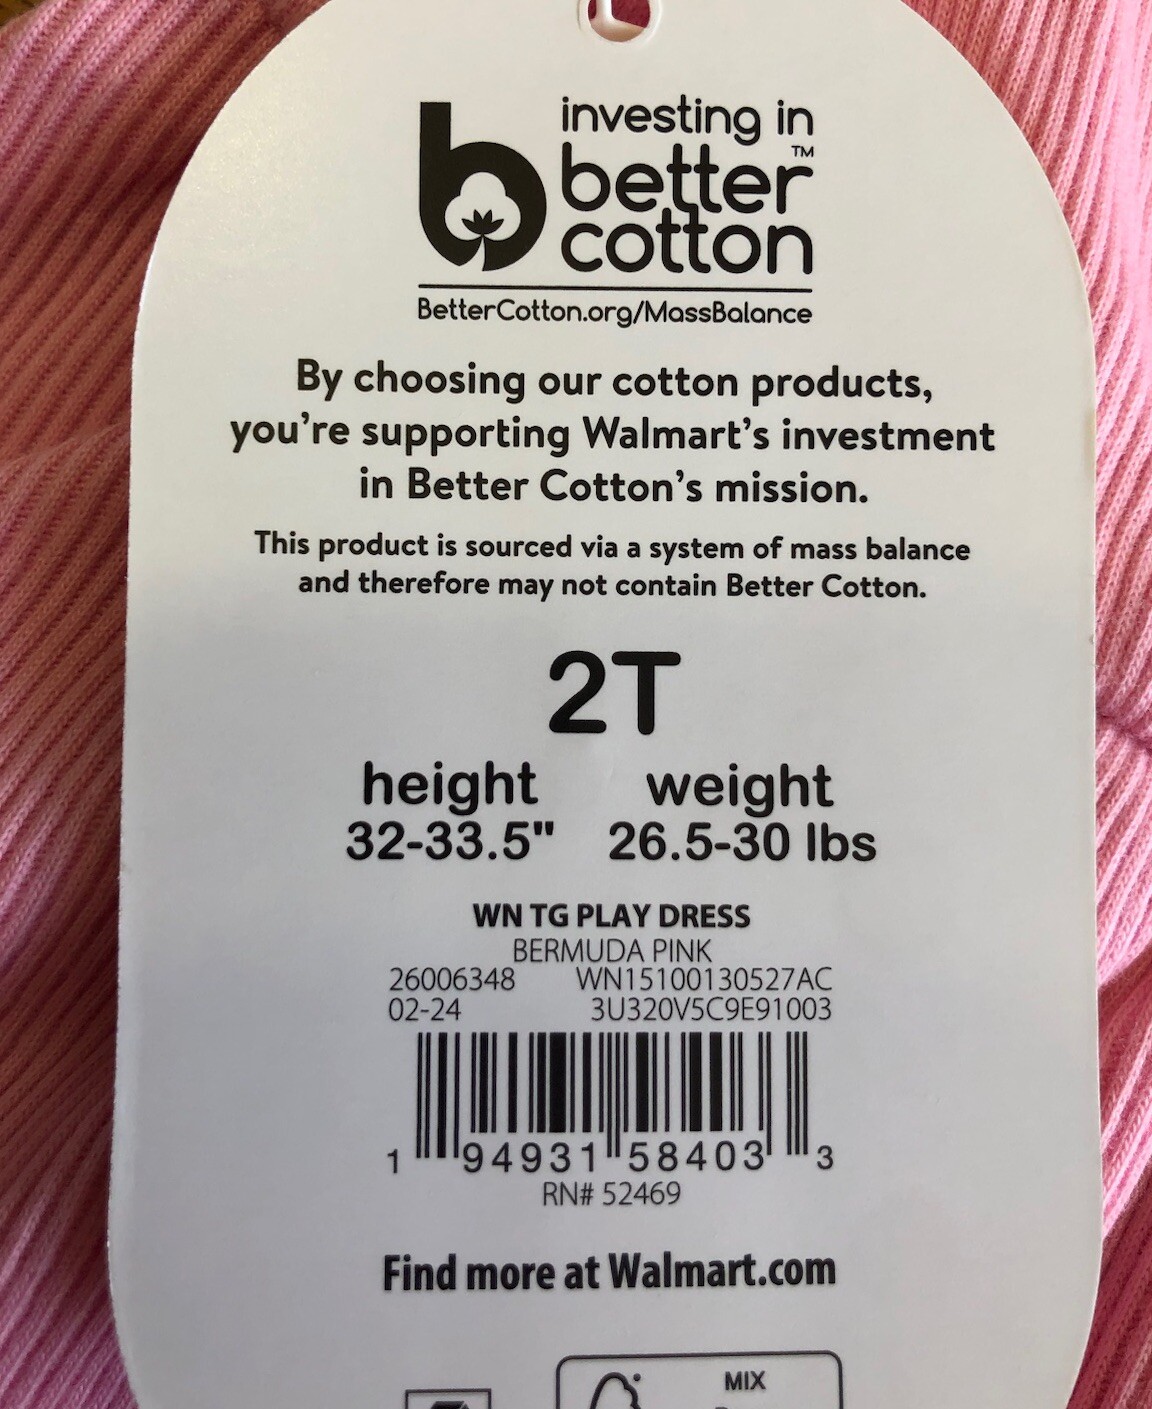 investing in
better™
cotton
BetterCotton.org/MassBalance
By choosing our cotton products,
you're supporting Walmart's investment
in Better Cotton's mission.
This product is sourced via a system of mass balance
and therefore may not contain Better Cotton.
2T
height weight
32-33.5" 26.5-30 lbs
WN TG PLAY DRESS
BERMUDA PINK
26006348 WN15100130527AC
02-24 3U320V5C9E91003
1 94931 58403 3
RN# 52469
Find more at Walmart.com
MIX